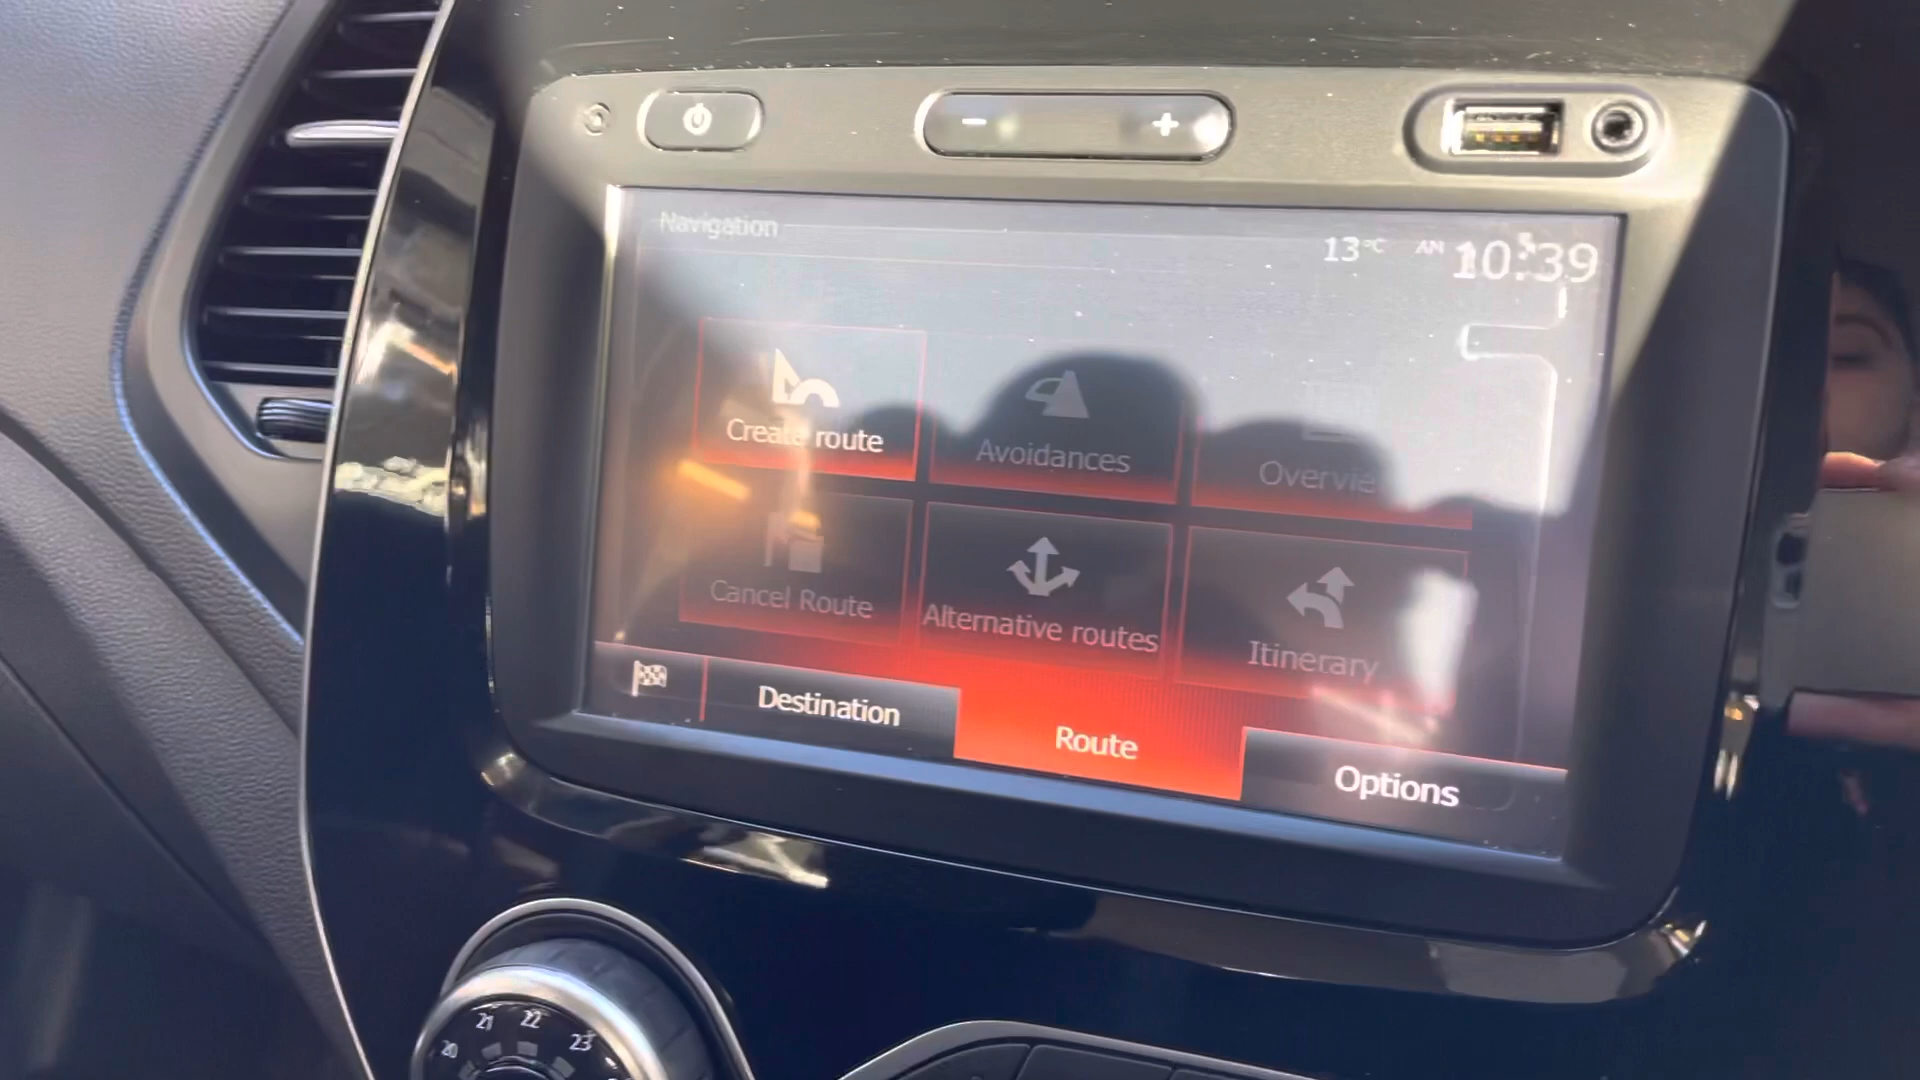 Navigation
13°C AM 10:39
Create route
Avoidances
Cancel Route
Alternative routes
Itinerary
Destination
Route
Options
20 21 22 23